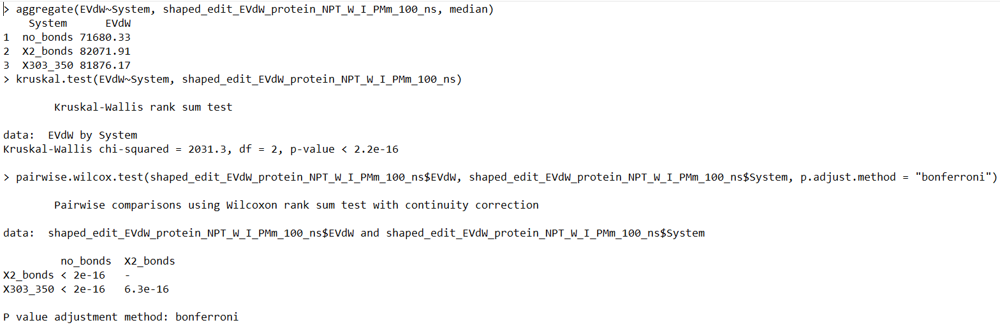 > aggregate(EVdW~System, shaped_edit_EVdW_protein_NPT_W_I_PMm_100_ns, median)
    System      EVdW
1  no_bonds 71680.33
2  X2_bonds 82071.91
3  X303_350 81876.17
> kruskal.test(EVdW~System, shaped_edit_EVdW_protein_NPT_W_I_PMm_100_ns)

        Kruskal-Wallis rank sum test

data:  EVdW by System
Kruskal-Wallis chi-squared = 2031.3, df = 2, p-value < 2.2e-16

> pairwise.wilcox.test(shaped_edit_EVdW_protein_NPT_W_I_PMm_100_ns$EVdW, shaped_edit_EVdW_protein_NPT_W_I_PMm_100_ns$System, p.adjust.method = "bonferroni")

        Pairwise comparisons using Wilcoxon rank sum test with continuity correction

data:  shaped_edit_EVdW_protein_NPT_W_I_PMm_100_ns$EVdW and shaped_edit_EVdW_protein_NPT_W_I_PMm_100_ns$System

         no_bonds  X2_bonds
X2_bonds < 2e-16   -
X303_350 < 2e-16   6.3e-16

P value adjustment method: bonferroni